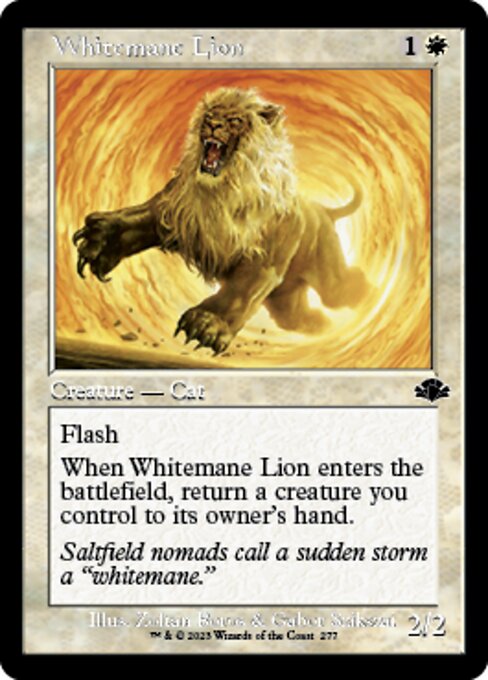 Whitemane Lion 1
Creature — Cat
Flash
When Whitemane Lion enters the
battlefield, return a creature you
control to its owner's hand.
Saltfield nomads call a sudden storm
a “whitemane.”
Illus. Zoltan Boros & Gabor Szikszai 2/2
™ & © 2023 Wizards of the Coast 277